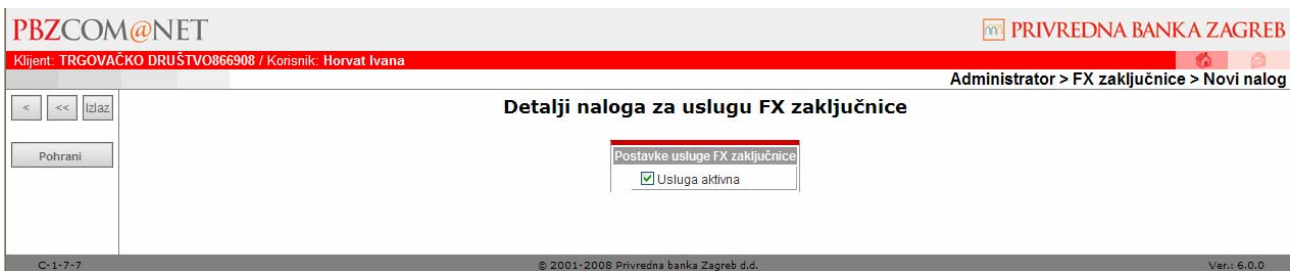 PBZCOM@NET
PRIVREDNA BANKA ZAGREB
Klijent: TRGOVAČKO DRUŠTVO866908 / Korisnik: Horvat Ivana
Administrator > FX zaključnice > Novi nalog
< << Izlaz
Detalji naloga za uslugu FX zaključnice
Pohrani
Postavke usluge FX zaključnice
Usluga aktivna
C-1-7-7
© 2001-2008 Privredna banka Zagreb d.d.
Ver.: 6.0.0